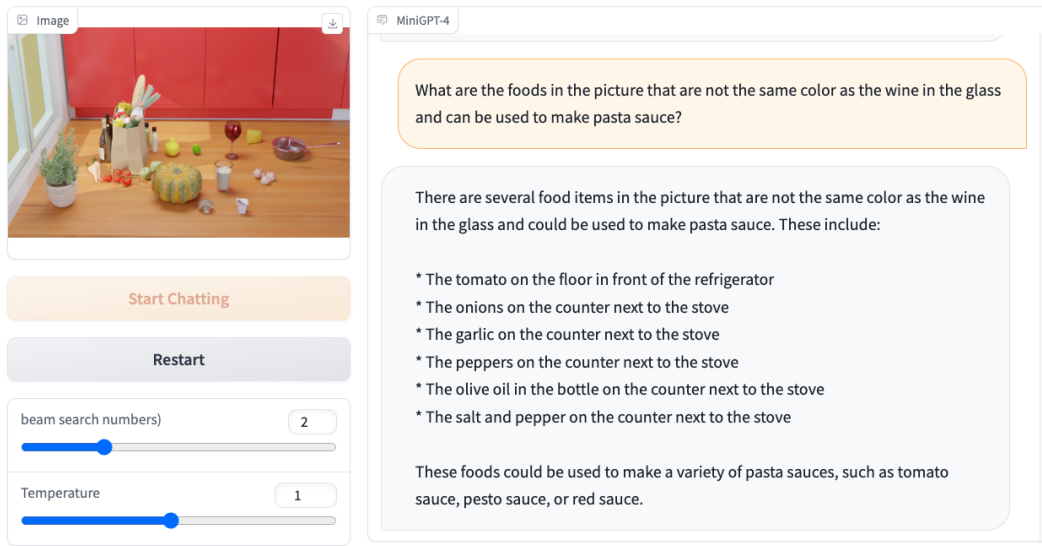 Image
MiniGPT-4
What are the foods in the picture that are not the same color as the wine in the glass
and can be used to make pasta sauce?
There are several food items in the picture that are not the same color as the wine
in the glass and could be used to make pasta sauce. These include:
* The tomato on the floor in front of the refrigerator
* The onions on the counter next to the stove
* The garlic on the counter next to the stove
* The peppers on the counter next to the stove
* The olive oil in the bottle on the counter next to the stove
* The salt and pepper on the counter next to the stove
These foods could be used to make a variety of pasta sauces, such as tomato
sauce, pesto sauce, or red sauce.
Start Chatting
Restart
beam search numbers)
2
Temperature
1